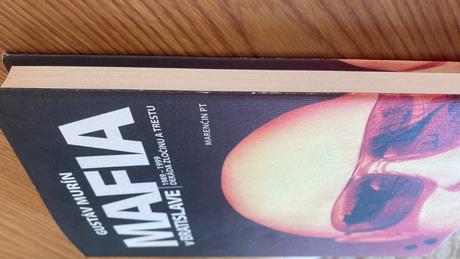 GUSTÁV MURÍN
MAFIA
V BRATISLAVE
1989 – 1999
DEKÁDA ZLOČINU A TRESTU
MARENČIN PT